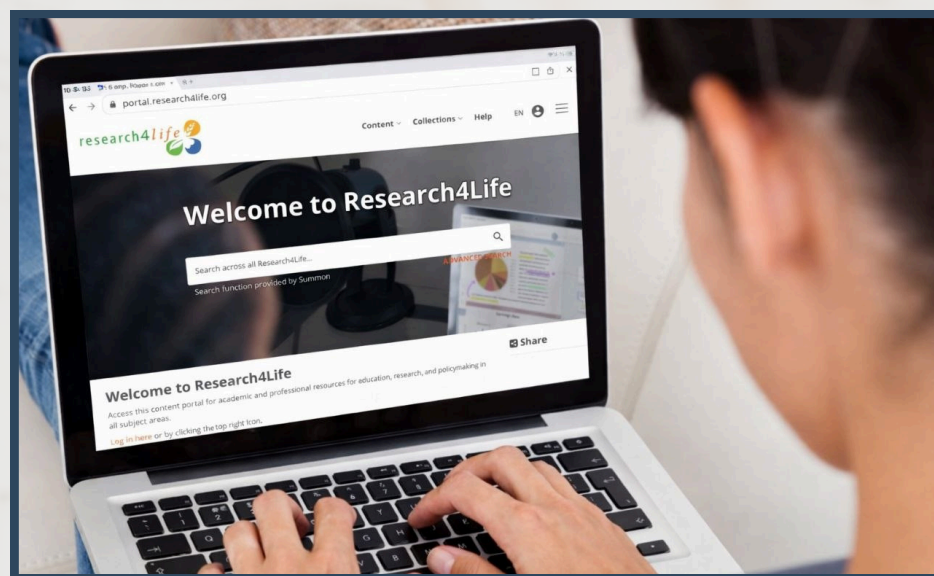 portal.research4life.org
research4life
Content Collections Help EN
Welcome to Research4Life
Search across all Research4Life...
ADVANCED SEARCH
Search function provided by Summon
Share
Welcome to Research4Life
Access this content portal for academic and professional resources for education, research, and policymaking in
all subject areas.
Log in here or by clicking the top right icon.